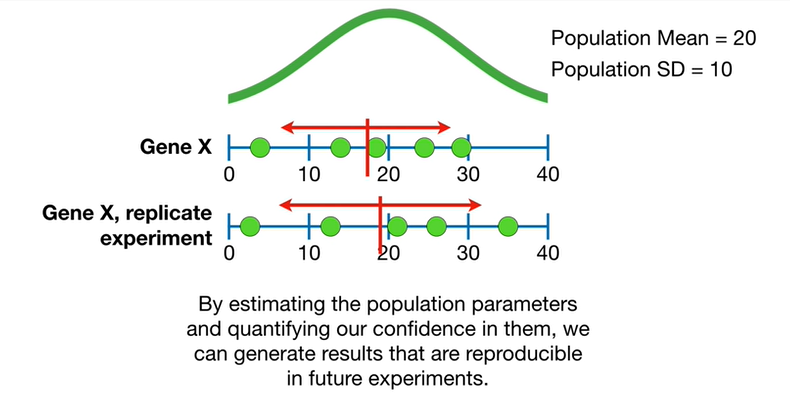 Population Mean = 20
Population SD = 10
Gene X
0 10 20 30 40
Gene X, replicate
experiment
0 10 20 30 40
By estimating the population parameters
and quantifying our confidence in them, we
can generate results that are reproducible
in future experiments.